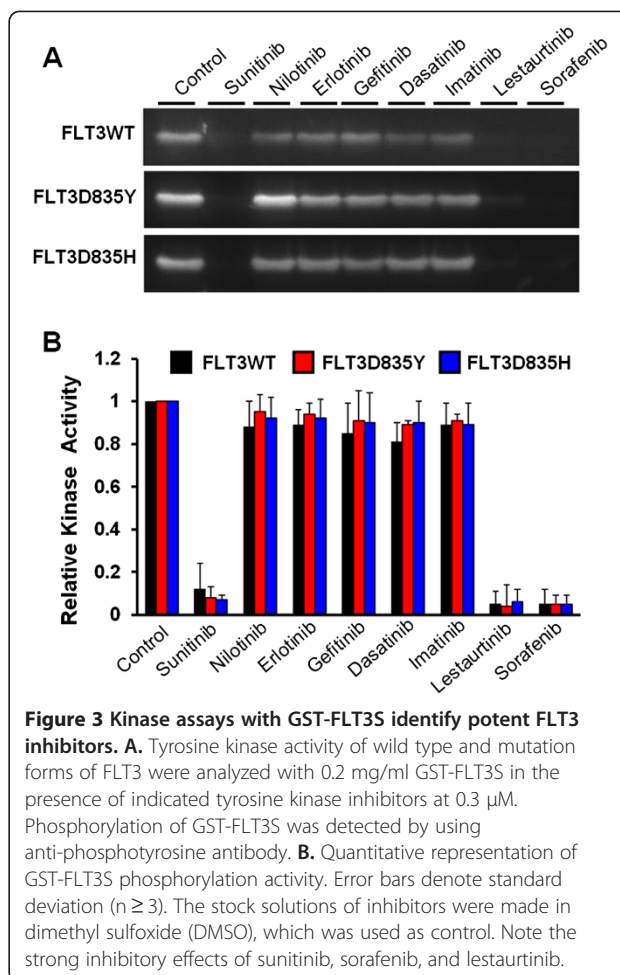 A
Control
Sunitinib
Nilotinib
Erlotinib
Gefitinib
Dasatinib
Imatinib
Lestaurtinib
Sorafenib
FLT3WT
FLT3D835Y
FLT3D835H
B
FLT3WT FLT3D835Y FLT3D835H
Relative Kinase Activity
1.2
1
0.8
0.6
0.4
0.2
0
Control
Sunitinib
Nilotinib
Erlotinib
Gefitinib
Dasatinib
Imatinib
Lestaurtinib
Sorafenib
Figure 3 Kinase assays with GST-FLT3S identify potent FLT3
inhibitors. A. Tyrosine kinase activity of wild type and mutation
forms of FLT3 were analyzed with 0.2 mg/ml GST-FLT3S in the
presence of indicated tyrosine kinase inhibitors at 0.3 μM.
Phosphorylation of GST-FLT3S was detected by using
anti-phosphotyrosine antibody. B. Quantitative representation of
GST-FLT3S phosphorylation activity. Error bars denote standard
deviation (n ≥ 3). The stock solutions of inhibitors were made in
dimethyl sulfoxide (DMSO), which was used as control. Note the
strong inhibitory effects of sunitinib, sorafenib, and lestaurtinib.